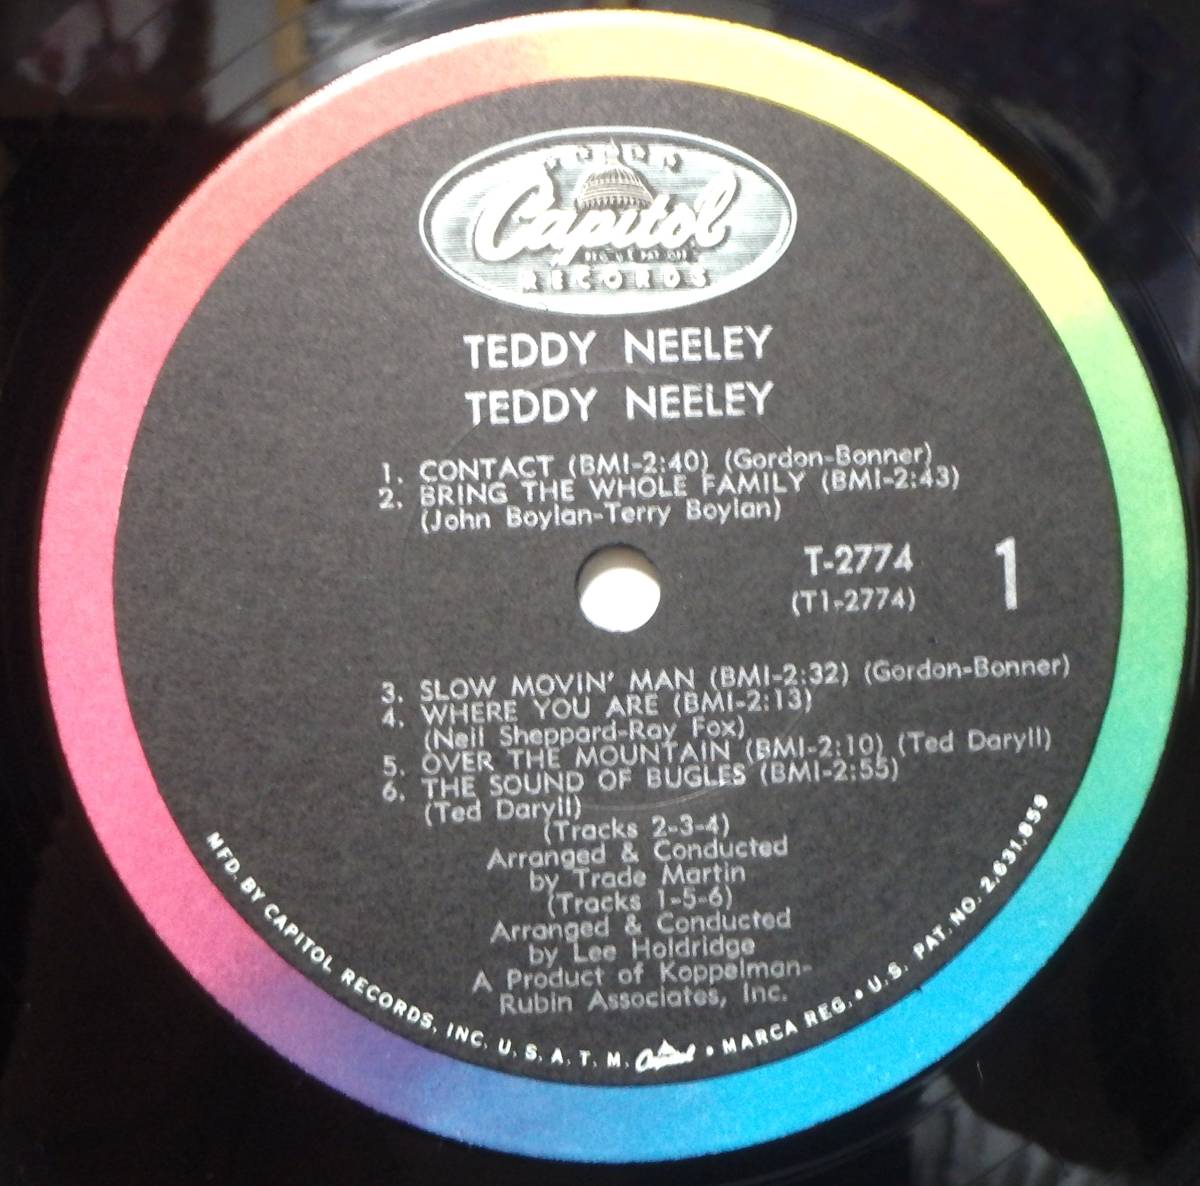 Capitol
REG. U.S. PAT. OFF.
RECORDS
TEDDY NEELEY
TEDDY NEELEY
1. CONTACT (BMI-2:40) (Gordon-Bonner)
2. BRING THE WHOLE FAMILY (BMI-2:43)
(John Boylan-Terry Boylan)
T-2774
(T1-2774)
1
3. SLOW MOVIN' MAN (BMI-2:32) (Gordon-Bonner)
4. WHERE YOU ARE (BMI-2:13)
(Neil Sheppard-Ray Fox)
5. OVER THE MOUNTAIN (BMI-2:10) (Ted Daryll)
6. THE SOUND OF BUGLES (BMI-2:55)
(Ted Daryll)
(Tracks 2-3-4)
Arranged & Conducted
by Trade Martin
(Tracks 1-5-6)
Arranged & Conducted
by Lee Holdridge
A Product of Koppelman-
Rubin Associates, Inc.
MFD. BY CAPITOL RECORDS, INC. U. S. A. T. M. Capitol • MARCA REG. • U.S. PAT. NO. 2,631,859